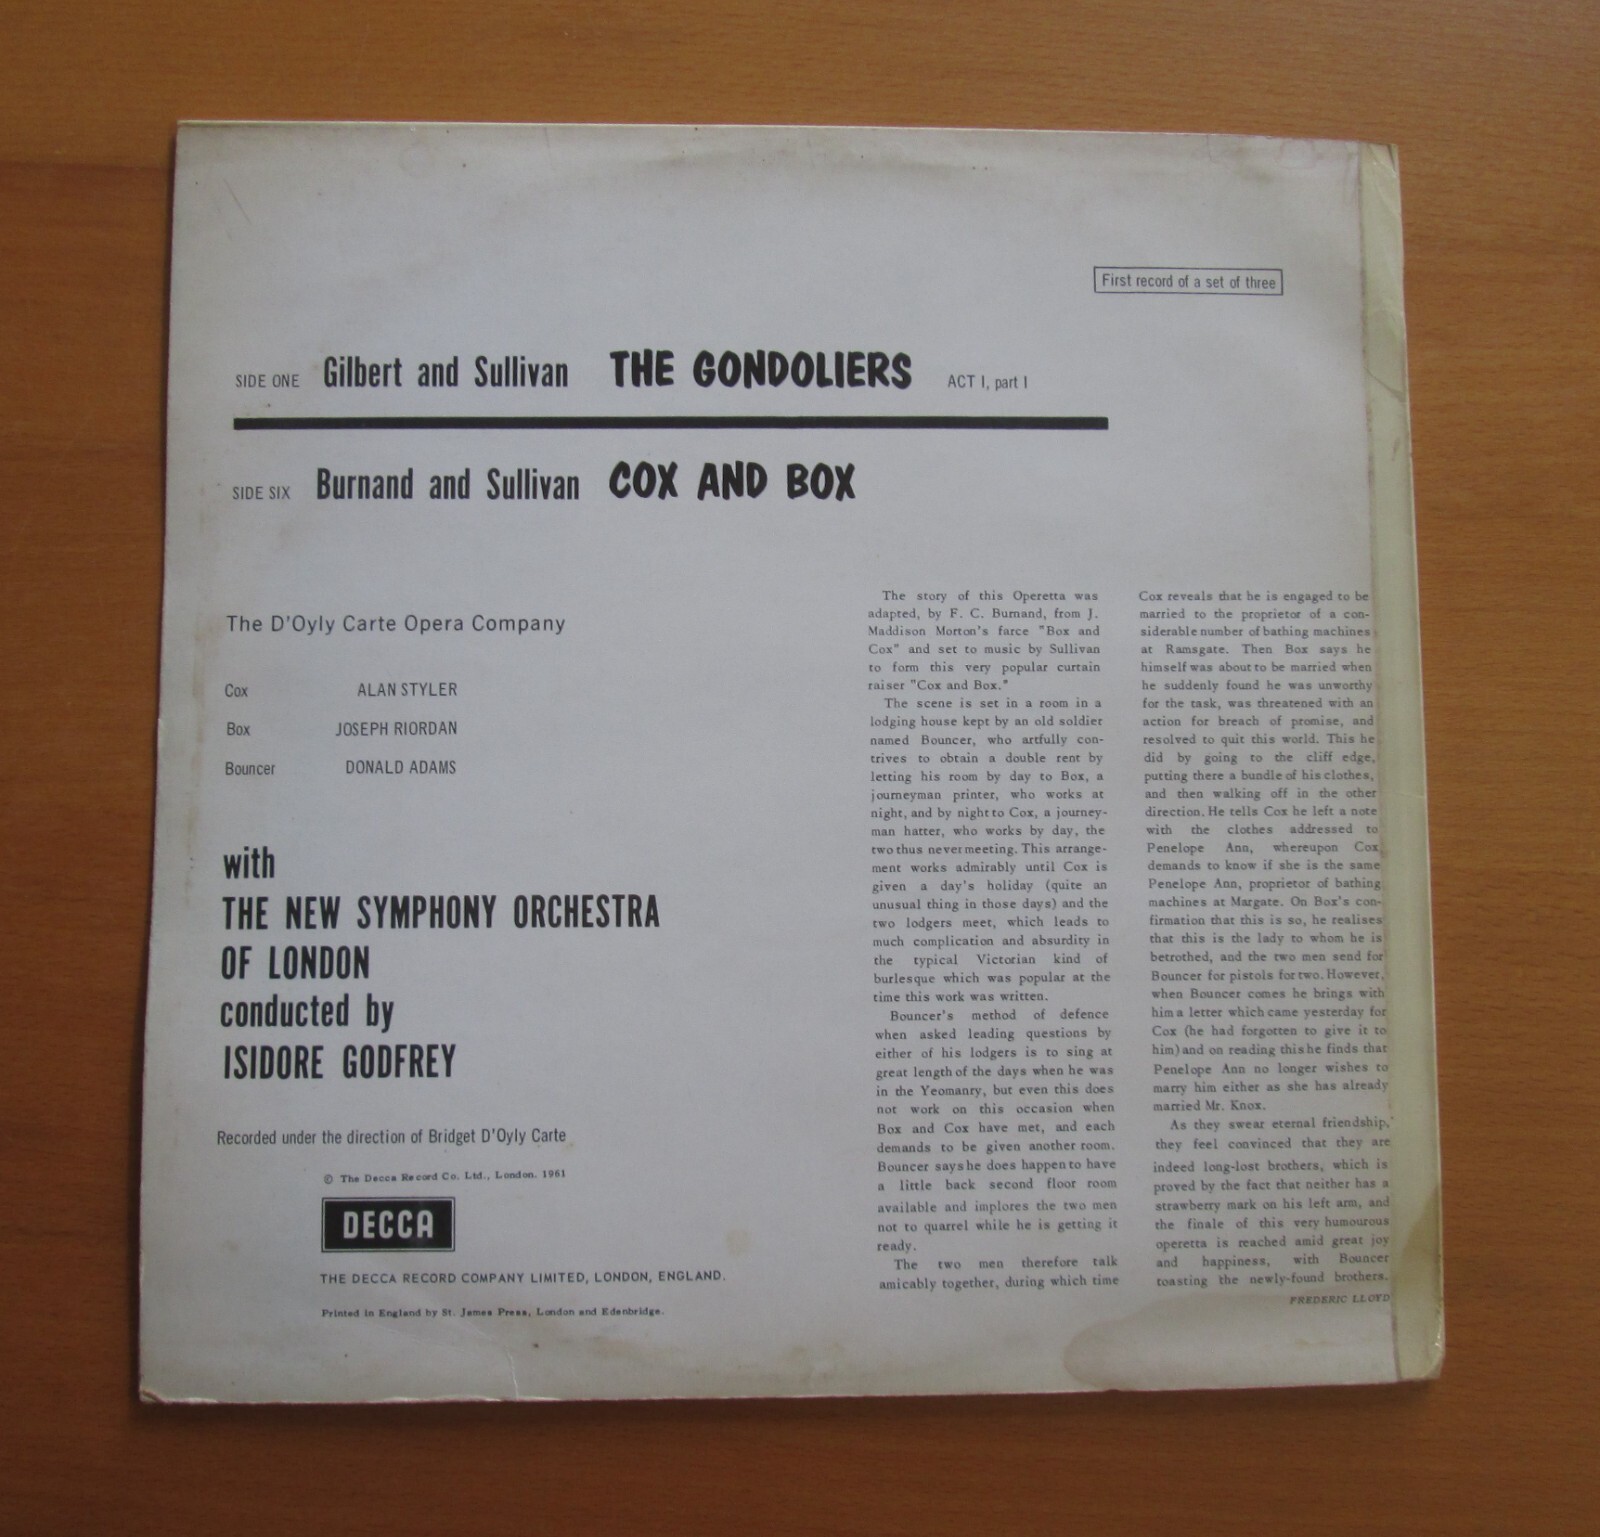 First record of a set of three
SIDE ONE Gilbert and Sullivan THE GONDOLIERS ACT I, part I
SIDE SIX Burnand and Sullivan COX AND BOX
The D'Oyly Carte Opera Company
Cox ALAN STYLER
Box JOSEPH RIORDAN
Bouncer DONALD ADAMS
with
THE NEW SYMPHONY ORCHESTRA
OF LONDON
conducted by
ISIDORE GODFREY
Recorded under the direction of Bridget D'Oyly Carte
© The Decca Record Co. Ltd., London. 1961
DECCA
THE DECCA RECORD COMPANY LIMITED, LONDON, ENGLAND.
Printed in England by St. James Press, London and Edenbridge.
The story of this Operetta was
adapted, by F. C. Burnand, from J.
Maddison Morton's farce "Box and
Cox" and set to music by Sullivan
to form this very popular curtain
raiser "Cox and Box."
The scene is set in a room in a
lodging house kept by an old soldier
named Bouncer, who artfully con-
trives to obtain a double rent by
letting his room by day to Box, a
journeyman printer, who works at
night, and by night to Cox, a journey-
man hatter, who works by day, the
two thus never meeting. This arrange-
ment works admirably until Cox is
given a day's holiday (quite an
unusual thing in those days) and the
two lodgers meet, which leads to
much complication and absurdity in
the typical Victorian kind of
burlesque which was popular at the
time this work was written.
Bouncer's method of defence
when asked leading questions by
either of his lodgers is to sing at
great length of the days when he was
in the Yeomanry, but even this does
not work on this occasion when
Box and Cox have met, and each
demands to be given another room.
Bouncer says he does happen to have
a little back second floor room
available and implores the two men
not to quarrel while he is getting it
ready.
The two men therefore talk
amicably together, during which time
Cox reveals that he is engaged to be
married to the proprietor of a con-
siderable number of bathing machines
at Ramsgate. Then Box says he
himself was about to be married when
he suddenly found he was unworthy
for the task, was threatened with an
action for breach of promise, and
resolved to quit this world. This he
did by going to the cliff edge,
putting there a bundle of his clothes,
and then walking off in the other
direction. He tells Cox he left a note
with the clothes addressed to
Penelope Ann, whereupon Cox
demands to know if she is the same
Penelope Ann, proprietor of bathing
machines at Margate. On Box's con-
firmation that this is so, he realises
that this is the lady to whom he is
betrothed, and the two men send for
Bouncer for pistols for two. However,
when Bouncer comes he brings with
him a letter which came yesterday for
Cox (he had forgotten to give it to
him) and on reading this he finds that
Penelope Ann no longer wishes to
marry him either as she has already
married Mr. Knox.
As they swear eternal friendship,
they feel convinced that they are
indeed long-lost brothers, which is
proved by the fact that neither has a
strawberry mark on his left arm, and
the finale of this very humourous
operetta is reached amid great joy
and happiness, with Bouncer
toasting the newly-found brothers.
FREDERIC LLOYD